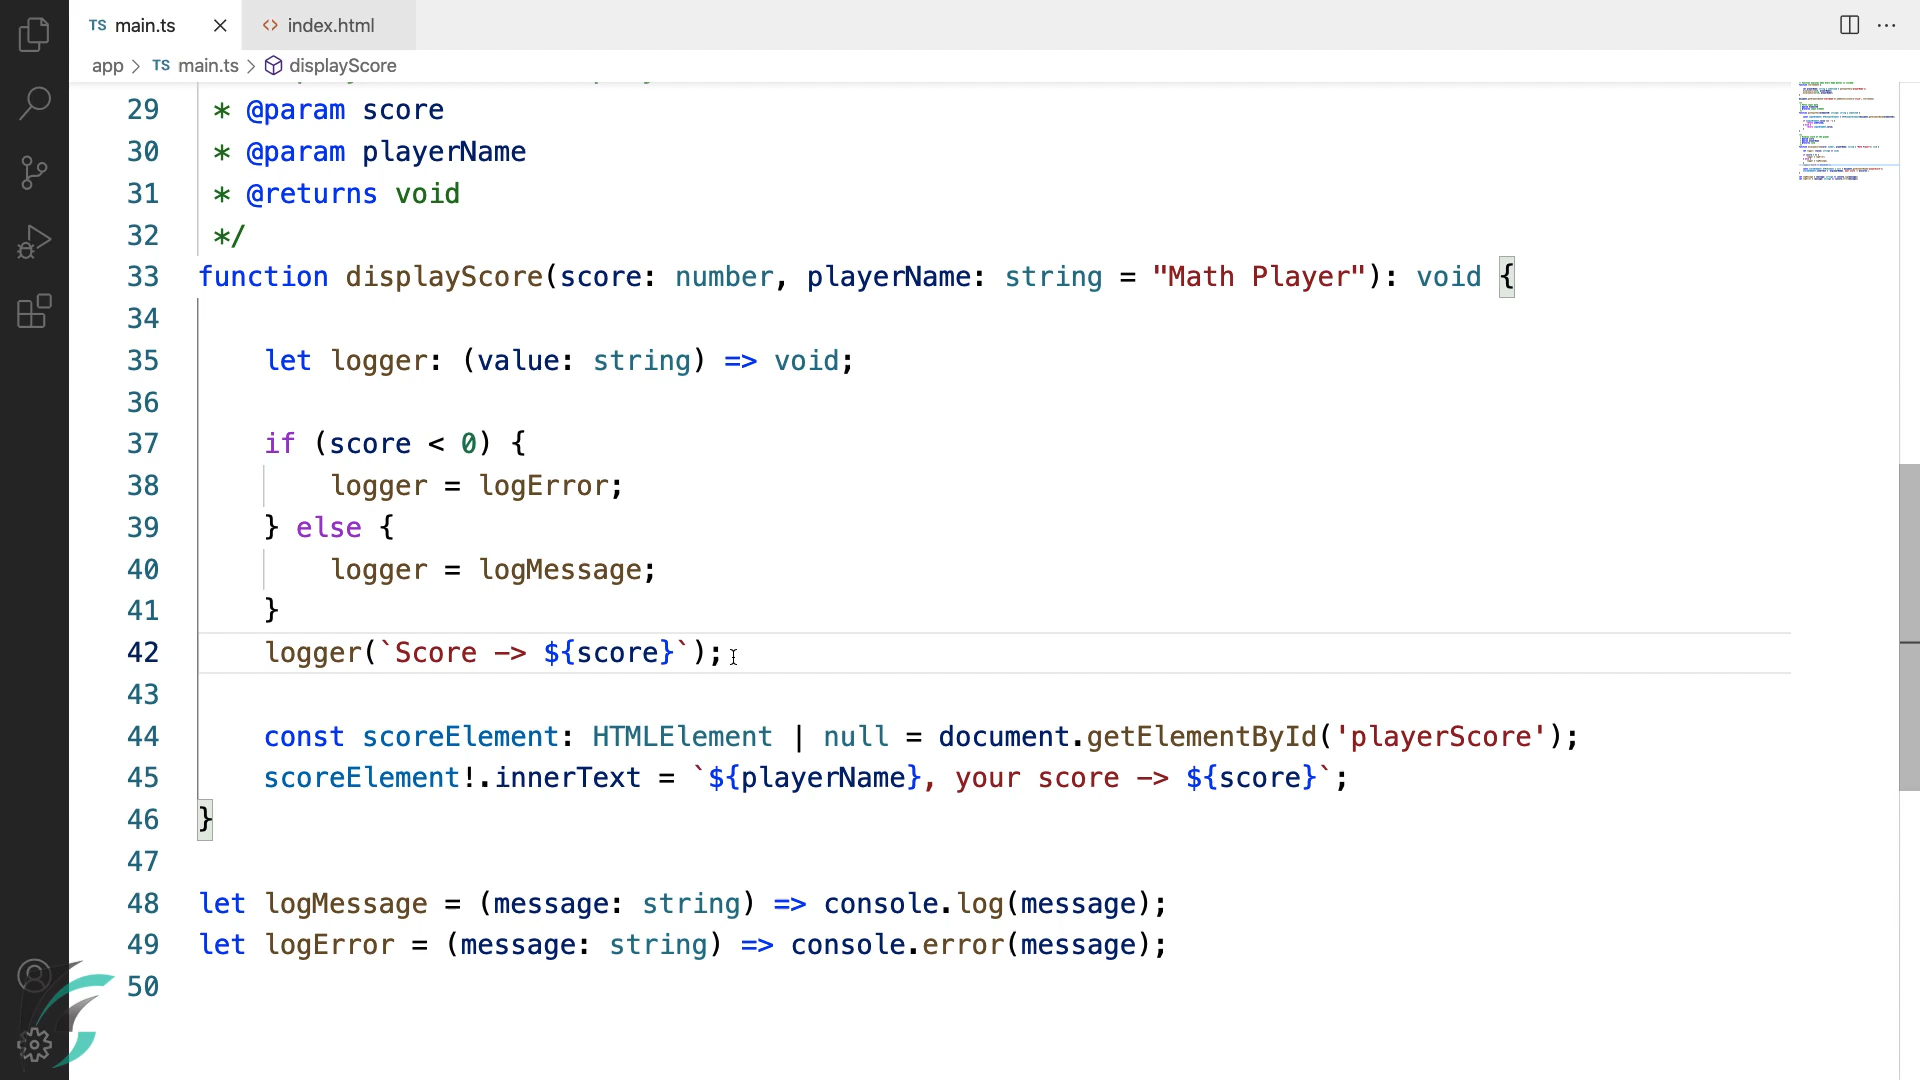 TS main.ts
<> index.html
app > TS main.ts > displayScore
29 * @param score
30 * @param playerName
31 * @returns void
32 */
33 function displayScore(score: number, playerName: string = "Math Player"): void {
34
35 let logger: (value: string) => void;
36
37 if (score < 0) {
38 logger = logError;
39 } else {
40 logger = logMessage;
41 }
42 logger(`Score -> ${score}`);
43
44 const scoreElement: HTMLElement | null = document.getElementById('playerScore');
45 scoreElement!.innerText = `${playerName}, your score -> ${score}`;
46 }
47
48 let logMessage = (message: string) => console.log(message);
49 let logError = (message: string) => console.error(message);
50